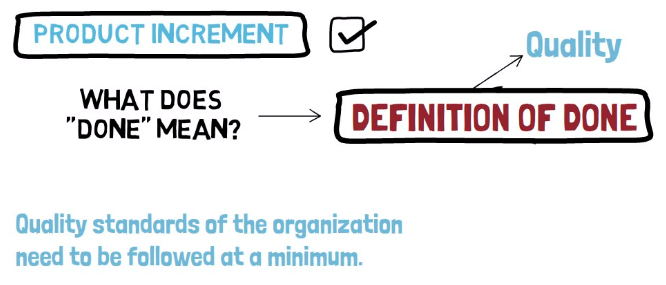 PRODUCT INCREMENT
Quality
WHAT DOES
"DONE" MEAN?
DEFINITION OF DONE
Quality standards of the organization
need to be followed at a minimum.